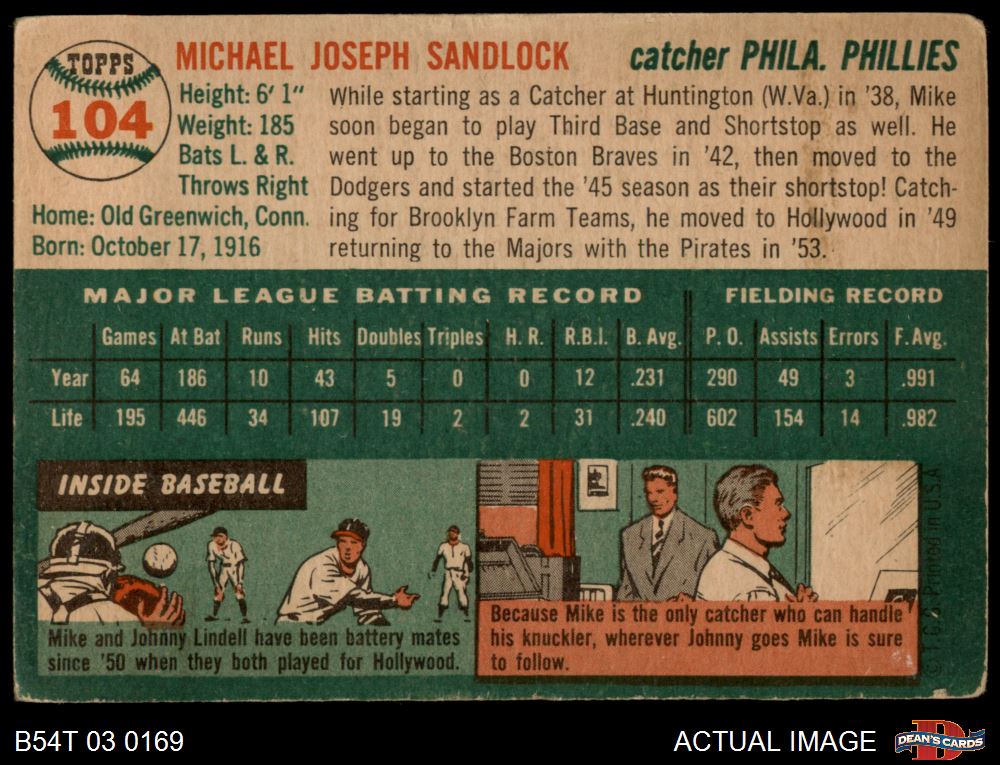 TOPPS
104
MICHAEL JOSEPH SANDLOCK
catcher PHILA. PHILLIES
Height: 6' 1"
Weight: 185
Bats L. & R.
Throws Right
Home: Old Greenwich, Conn.
Born: October 17, 1916
While starting as a Catcher at Huntington (W.Va.) in '38, Mike
soon began to play Third Base and Shortstop as well. He
went up to the Boston Braves in '42, then moved to the
Dodgers and started the '45 season as their shortstop! Catch-
ing for Brooklyn Farm Teams, he moved to Hollywood in '49
returning to the Majors with the Pirates in '53.
MAJOR LEAGUE BATTING RECORD FIELDING RECORD
Games At Bat Runs Hits Doubles Triples H. R. R.B.I. B. Avg. P. O. Assists Errors F. Avg.
Year 64 186 10 43 5 0 0 12 .231 290 49 3 .991
Life 195 446 34 107 19 2 2 31 .240 602 154 14 .982
INSIDE BASEBALL
Mike and Johnny Lindell have been battery mates
since '50 when they both played for Hollywood.
Because Mike is the only catcher who can handle
his knuckler, wherever Johnny goes Mike is sure
to follow.
© T.C.G. Printed in U.S.A.
B54T 03 0169
ACTUAL IMAGE
DEAN'S CARDS